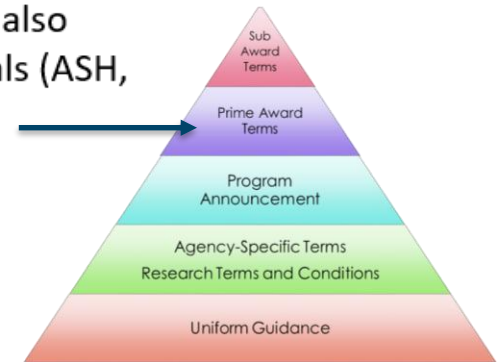 also
ls (ASH,
Sub
Award
Terms
Prime Award
Terms
Program
Announcement
Agency-Specific Terms
Research Terms and Conditions
Uniform Guidance